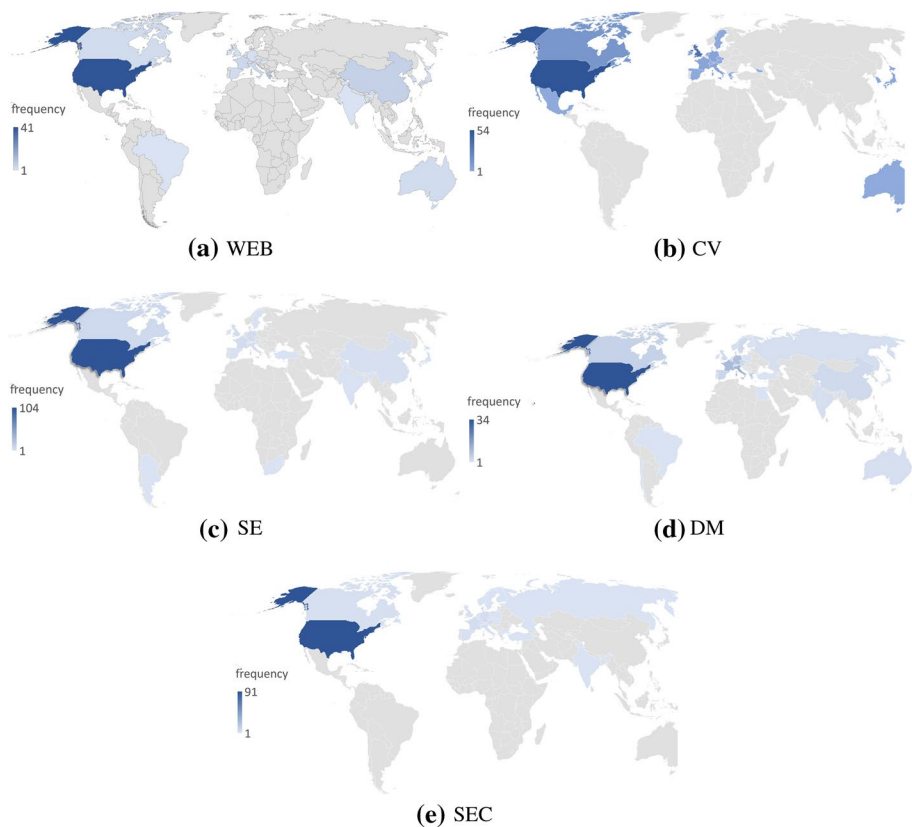 frequency
41
1
(a) WEB
frequency
54
1
(b) CV
frequency
104
1
(c) SE
frequency
34
1
(d) DM
frequency
91
1
(e) SEC